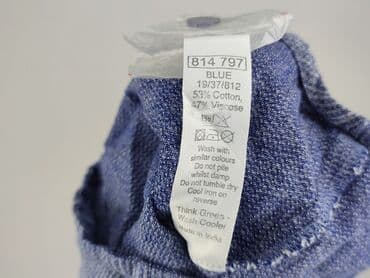 814 797
BLUE
19/37/812
53% Cotton,
47% Viscose
Wash with
similar colours
Do not pile
whilst damp
Do not tumble dry
Cool iron on
reverse
Think Green -
Wash Cooler
Made in India